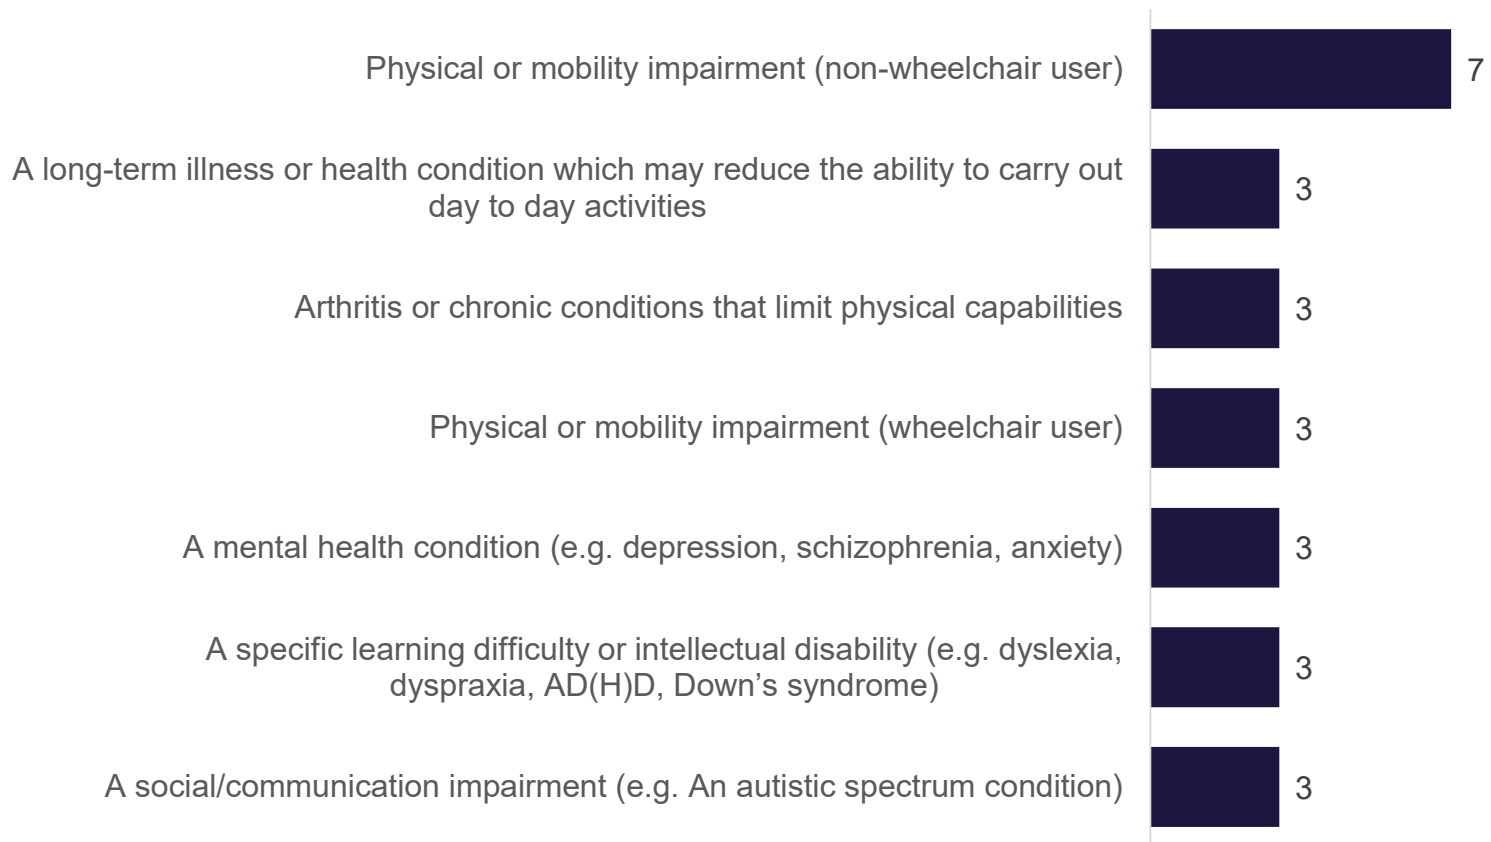 Physical or mobility impairment (non-wheelchair user)
7
A long-term illness or health condition which may reduce the ability to carry out
day to day activities
3
Arthritis or chronic conditions that limit physical capabilities
3
Physical or mobility impairment (wheelchair user)
3
A mental health condition (e.g. depression, schizophrenia, anxiety)
3
A specific learning difficulty or intellectual disability (e.g. dyslexia,
dyspraxia, AD(H)D, Down’s syndrome)
3
A social/communication impairment (e.g. An autistic spectrum condition)
3